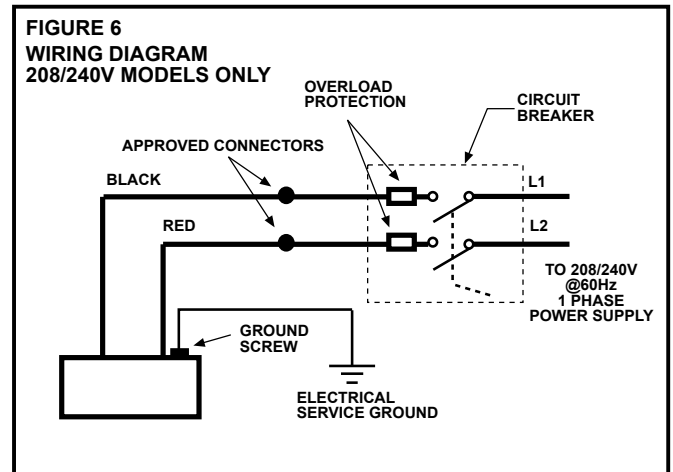 FIGURE 6
WIRING DIAGRAM
208/240V MODELS ONLY
OVERLOAD
PROTECTION
CIRCUIT
BREAKER
APPROVED CONNECTORS
BLACK
L1
RED
L2
TO 208/240V
@60Hz
1 PHASE
POWER SUPPLY
GROUND
SCREW
ELECTRICAL
SERVICE GROUND